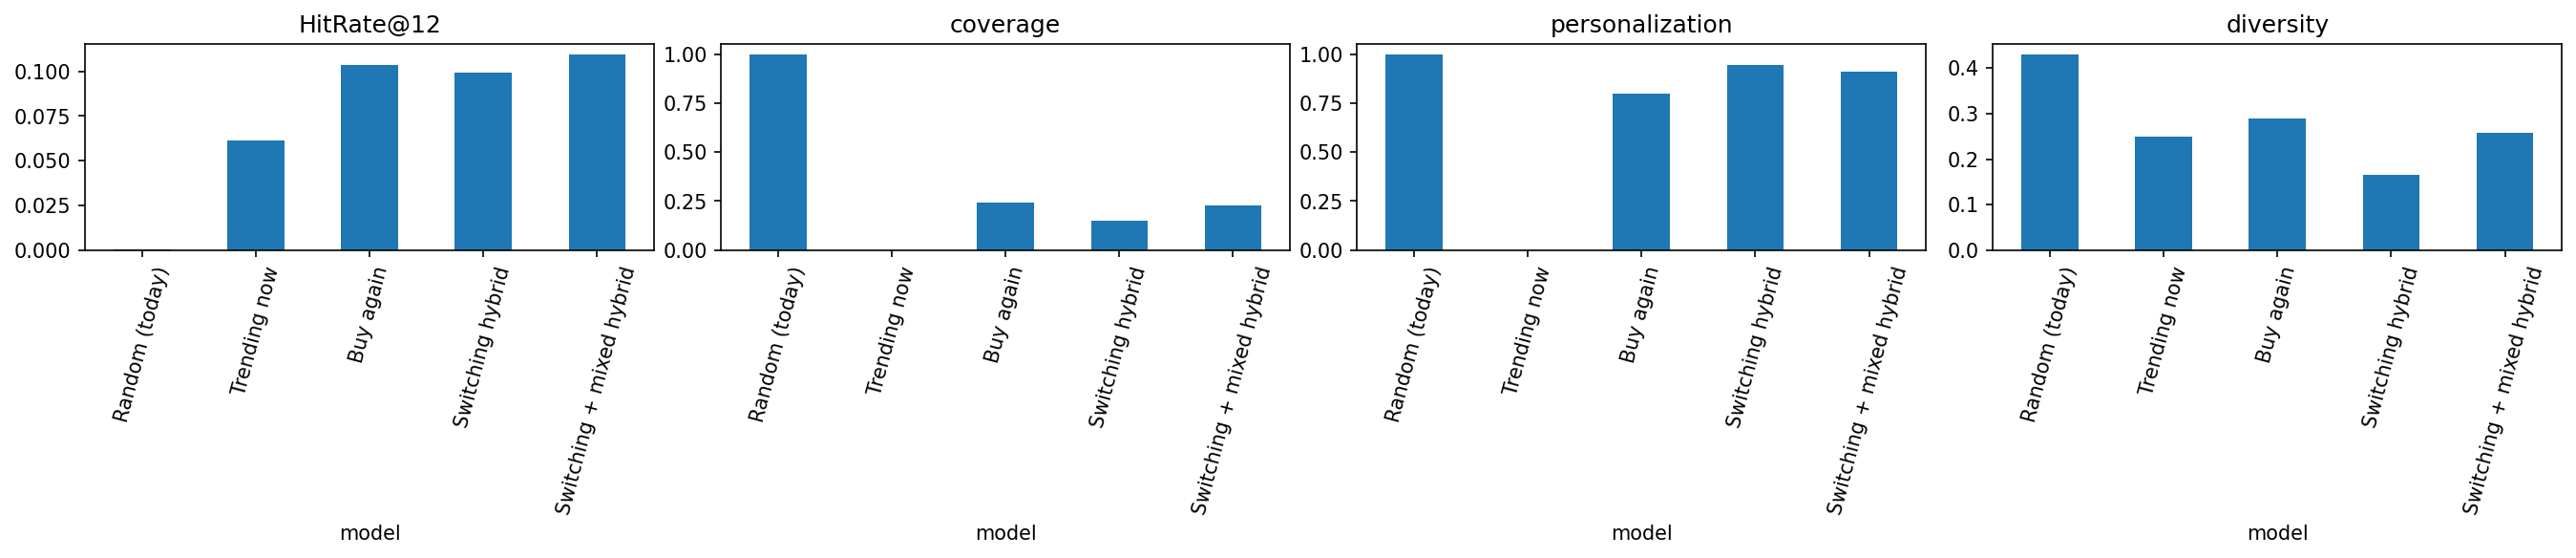 HitRate@12
0.100
0.075
0.050
0.025
0.000
Random (today)
Trending now
Buy again
Switching hybrid
Switching + mixed hybrid
model
coverage
1.00
0.75
0.50
0.25
0.00
Random (today)
Trending now
Buy again
Switching hybrid
Switching + mixed hybrid
model
personalization
1.00
0.75
0.50
0.25
0.00
Random (today)
Trending now
Buy again
Switching hybrid
Switching + mixed hybrid
model
diversity
0.4
0.3
0.2
0.1
0.0
Random (today)
Trending now
Buy again
Switching hybrid
Switching + mixed hybrid
model